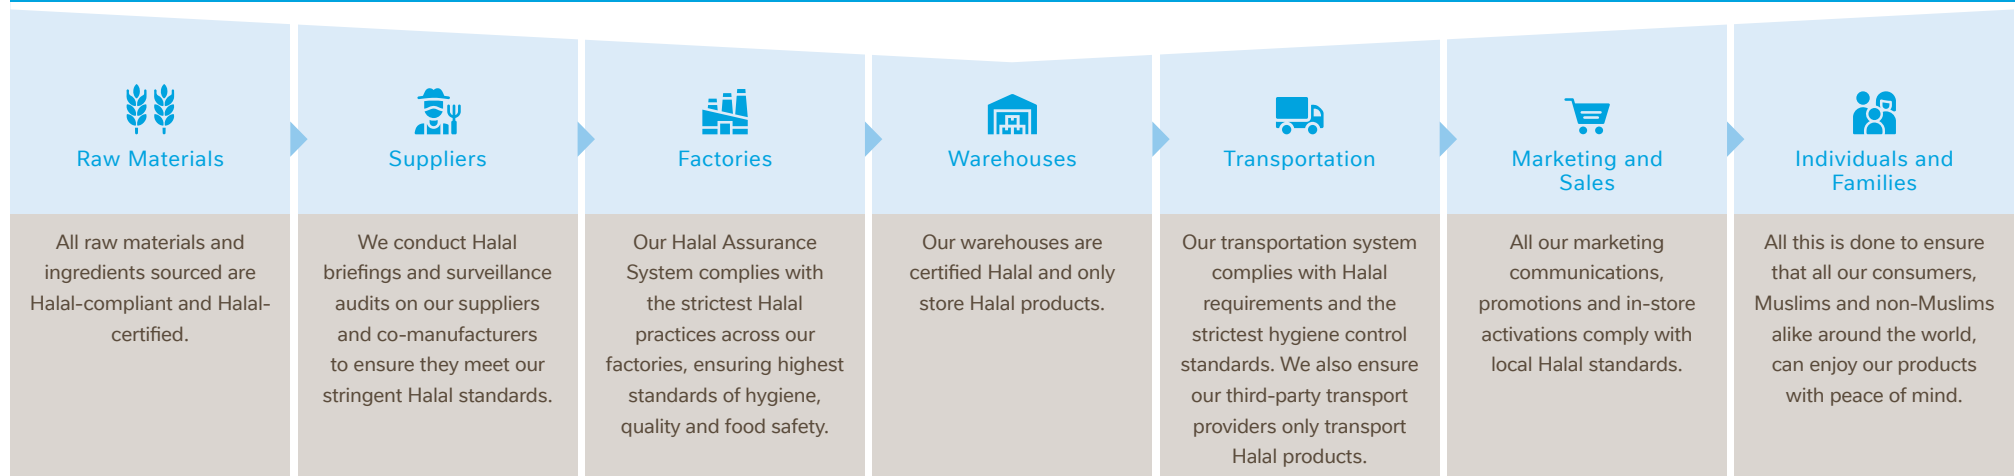 Raw Materials
All raw materials and
ingredients sourced are
Halal-compliant and Halal-
certified.
Suppliers
We conduct Halal
briefings and surveillance
audits on our suppliers
and co-manufacturers
to ensure they meet our
stringent Halal standards.
Factories
Our Halal Assurance
System complies with
the strictest Halal
practices across our
factories, ensuring highest
standards of hygiene,
quality and food safety.
Warehouses
Our warehouses are
certified Halal and only
store Halal products.
Transportation
Our transportation system
complies with Halal
requirements and the
strictest hygiene control
standards. We also ensure
our third-party transport
providers only transport
Halal products.
Marketing and
Sales
All our marketing
communications,
promotions and in-store
activations comply with
local Halal standards.
Individuals and
Families
All this is done to ensure
that all our consumers,
Muslims and non-Muslims
alike around the world,
can enjoy our products
with peace of mind.